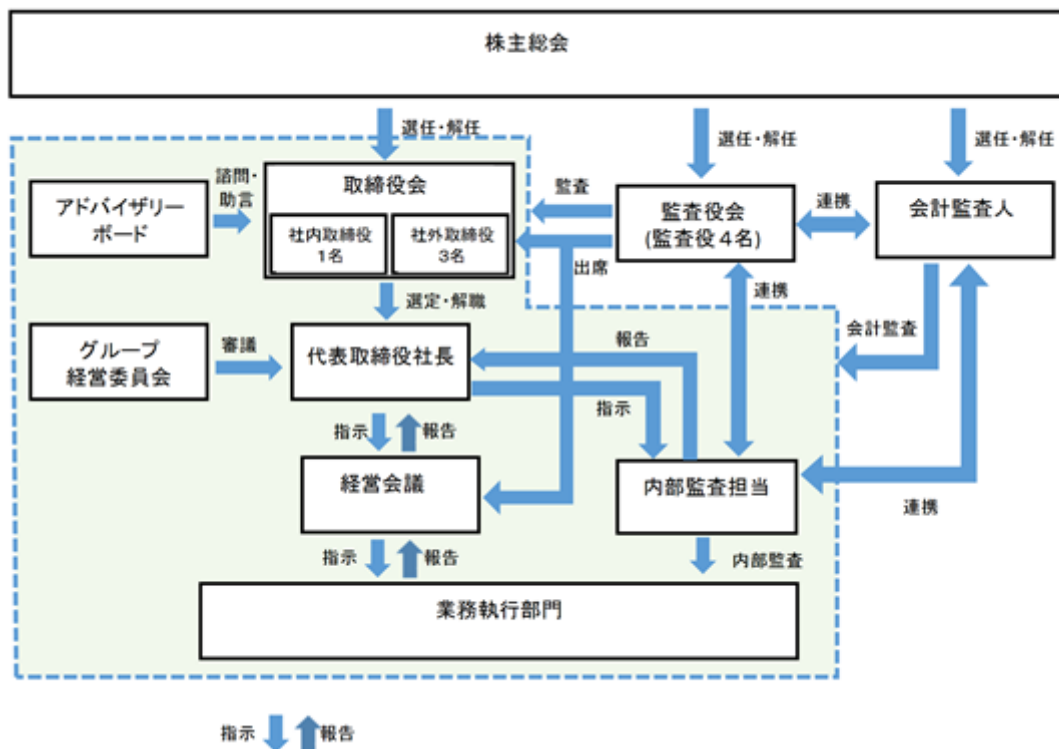 株主総会
選任・解任
選任・解任
選任・解任
諮問・
助言
アドバイザリー
ボード
取締役会
社内取締役
1名
社外取締役
3名
監査
監査役会
(監査役4名)
連携
会計監査人
出席
選定・解職
連携
グループ
経営委員会
審議
代表取締役社長
報告
会計監査
指示
指示
報告
経営会議
内部監査担当
連携
指示
報告
内部監査
業務執行部門
指示
報告